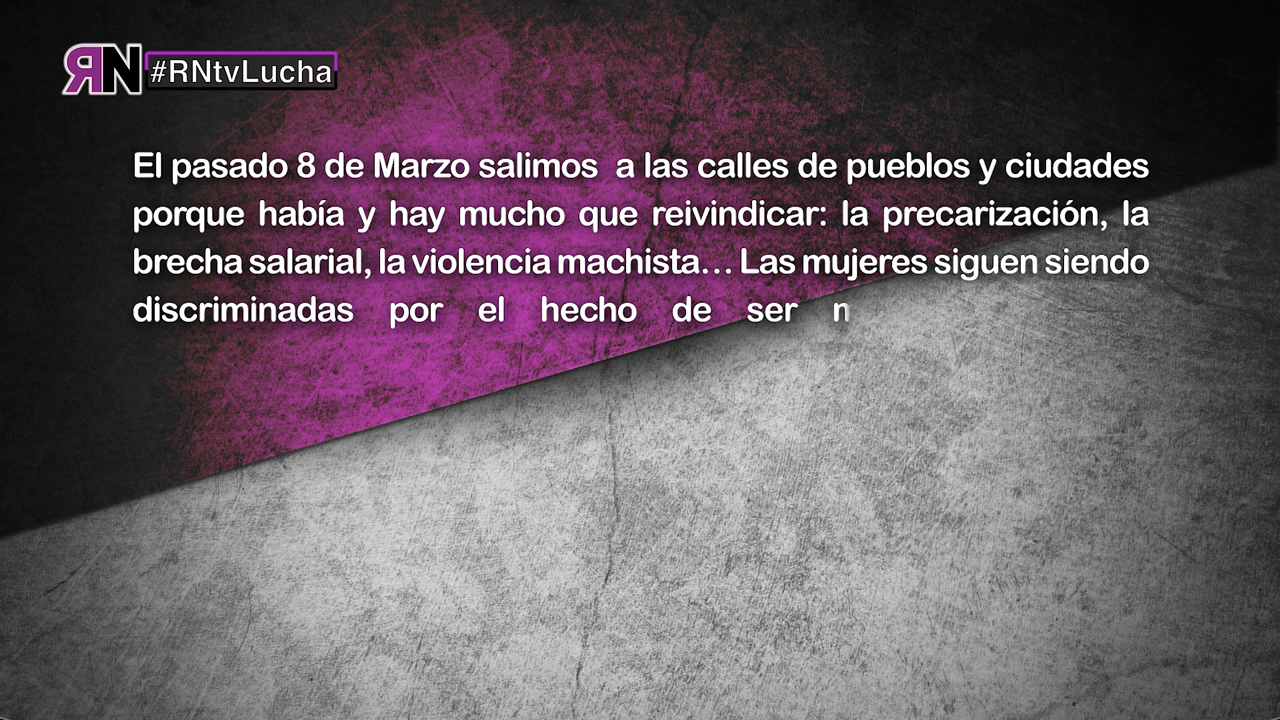 RN #RNtvLucha
El pasado 8 de Marzo salimos a las calles de pueblos y ciudades
porque había y hay mucho que reivindicar: la precarización, la
brecha salarial, la violencia machista... Las mujeres siguen siendo
discriminadas por el hecho de ser